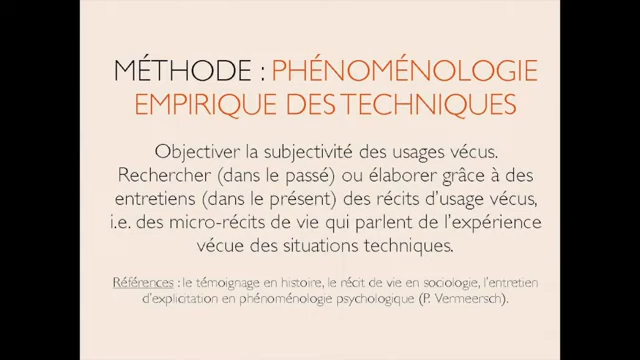 MÉTHODE : PHÉNOMÉNOLOGIE
EMPIRIQUE DES TECHNIQUES
Objectiver la subjectivité des usages vécus.
Rechercher (dans le passé) ou élaborer grâce à des
entretiens (dans le présent) des récits d'usage vécus,
i.e. des micro-récits de vie qui parlent de l'expérience
vécue des situations techniques.
Références : le témoignage en histoire, le récit de vie en sociologie, l'entretien
d'explicitation en phénoménologie psychologique (P. Vermeersch).